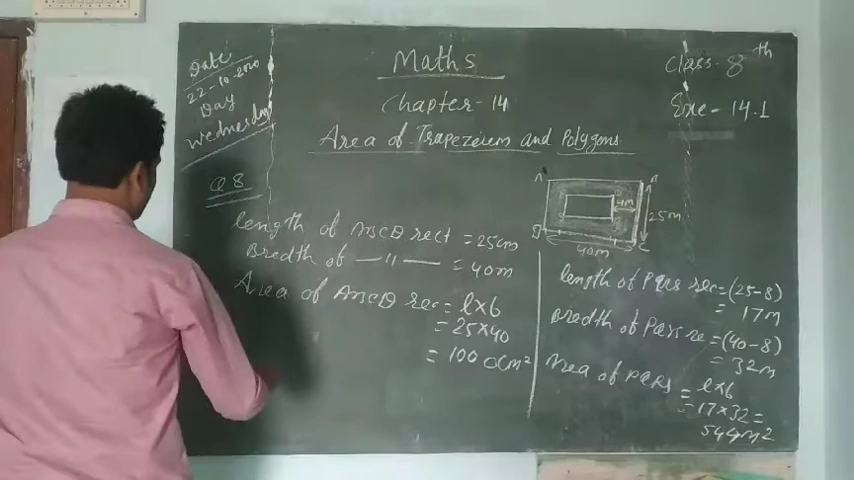 Date
22-10-2020
Day
Wednesday
Maths
Class- 8th
Chapter- 14
Exe- 14.1
Area of Trapezeium and Polygons
Q 8
4m
25m
40m
length of ABCD rect = 25cm
Bredth of —"— = 40m
Area of ABCD rec = l×b
= 25×40
= 1000cm²
length of PQRS rec = (25-8)
= 17m
Bredth of PQRS re = (40-8)
= 32m
Area of PQRS = l×b
= 17×32 =
544m²